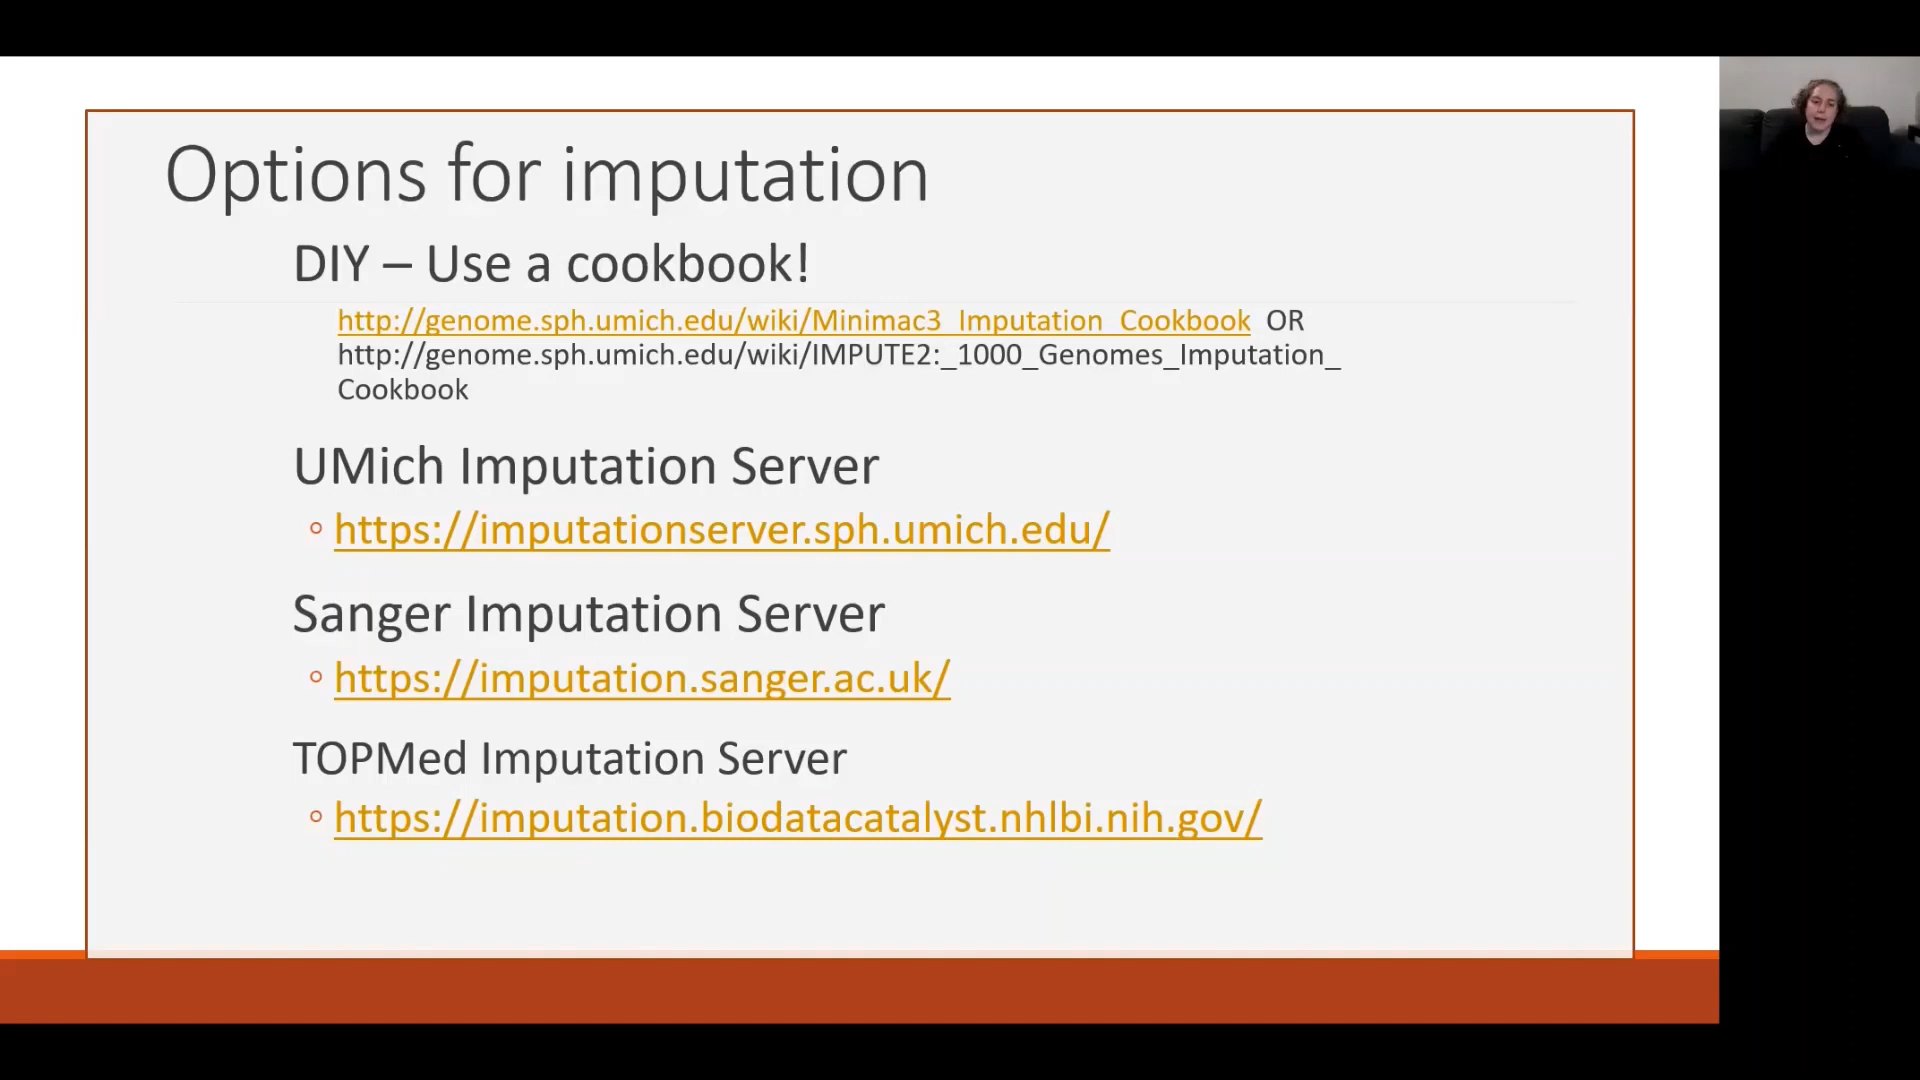 Options for imputation
DIY – Use a cookbook!
http://genome.sph.umich.edu/wiki/Minimac3_Imputation_Cookbook OR
http://genome.sph.umich.edu/wiki/IMPUTE2:_1000_Genomes_Imputation_
Cookbook
UMich Imputation Server
◦ https://imputationserver.sph.umich.edu/
Sanger Imputation Server
◦ https://imputation.sanger.ac.uk/
TOPMed Imputation Server
◦ https://imputation.biodatacatalyst.nhlbi.nih.gov/